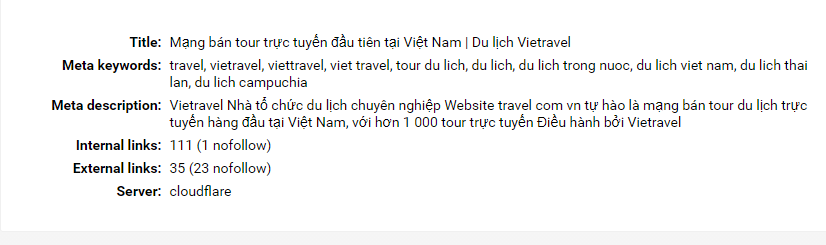 Title: Mạng bán tour trực tuyến đầu tiên tại Việt Nam | Du lịch Vietravel
Meta keywords: travel, vietravel, viettravel, viet travel, tour du lich, du lich, du lich trong nuoc, du lich viet nam, du lich thai
lan, du lich campuchia
Meta description: Vietravel Nhà tổ chức du lịch chuyên nghiệp Website travel com vn tự hào là mạng bán tour du lịch trực
tuyến hàng đầu tại Việt Nam, với hơn 1 000 tour trực tuyến Điều hành bởi Vietravel
Internal links: 111 (1 nofollow)
External links: 35 (23 nofollow)
Server: cloudflare